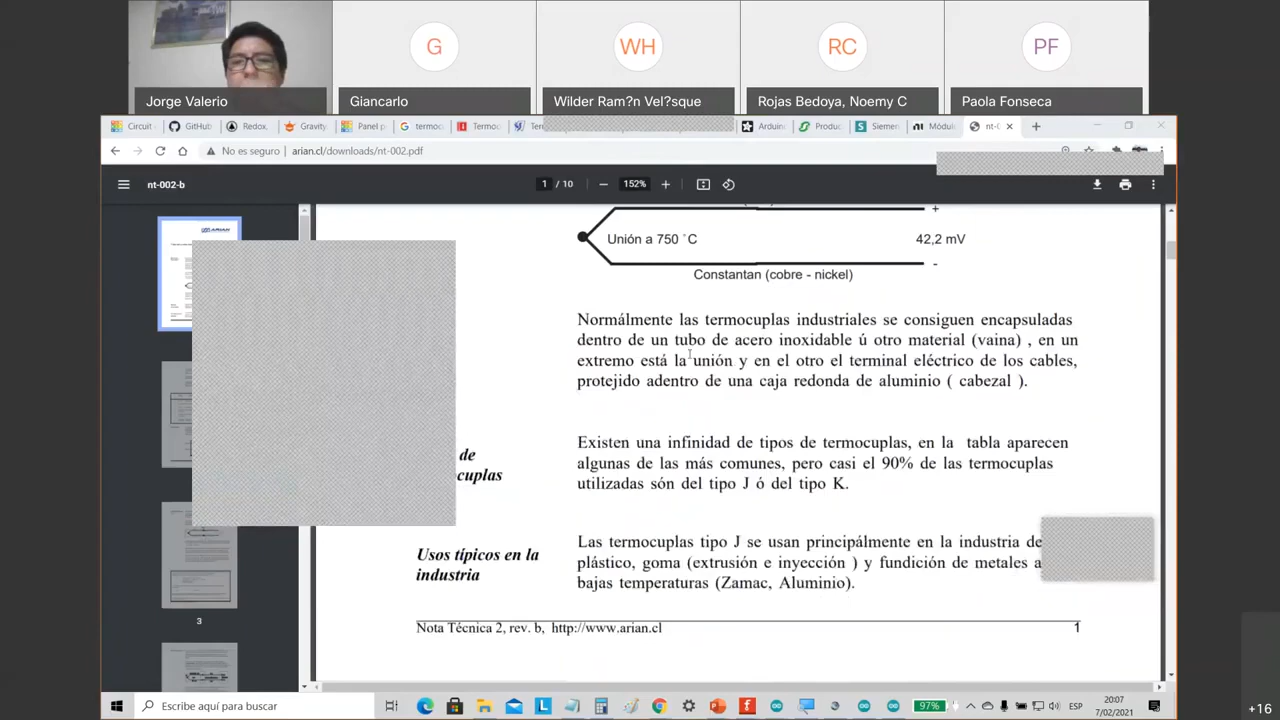 G
WH
RC
PF
Jorge Valerio
Giancarlo
Wilder Ram?n Vel?sque
Rojas Bedoya, Noemy C
Paola Fonseca
Circuit
GitHub
Redox,
Gravity
Panel p
termoc
Termoc
Ter
Arduin
Produc
Siemen
Módul
nt-0
No es seguro
arian.cl/downloads/nt-002.pdf
nt-002-b
1 / 10
152%
ARIAN
+
Unión a 750 °C
42,2 mV
-
Constantan (cobre - nickel)
Normálmente las termocuplas industriales se consiguen encapsuladas
dentro de un tubo de acero inoxidable ú otro material (vaina) , en un
extremo está la unión y en el otro el terminal eléctrico de los cables,
protejido adentro de una caja redonda de aluminio ( cabezal ).
de
cuplas
Existen una infinidad de tipos de termocuplas, en la tabla aparecen
algunas de las más comunes, pero casi el 90% de las termocuplas
utilizadas són del tipo J ó del tipo K.
Usos típicos en la
industria
Las termocuplas tipo J se usan principálmente en la industria de
plástico, goma (extrusión e inyección ) y fundición de metales a
bajas temperaturas (Zamac, Aluminio).
3
Nota Técnica 2, rev. b, http://www.arian.cl
1
Escribe aquí para buscar
97%
ESP
20:07
7/02/2021
+16